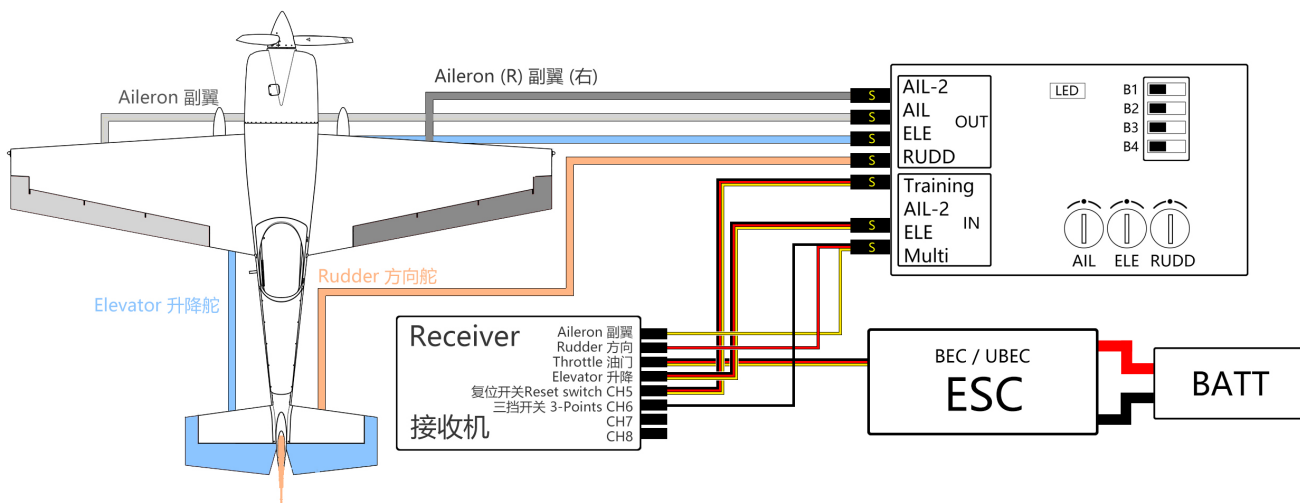 Aileron 副翼
Aileron (R) 副翼 (右)
Elevator 升降舵
Rudder 方向舵
S
S
S
S
S
S
S
AIL-2
AIL
ELE
RUDD
OUT
Training
AIL-2
ELE
Multi
IN
LED
B1
B2
B3
B4
AIL
ELE
RUDD
Receiver
接收机
Aileron 副翼
Rudder 方向
Throttle 油门
Elevator 升降
复位开关Reset switch CH5
三挡开关 3-Points CH6
CH7
CH8
BEC / UBEC
ESC
BATT